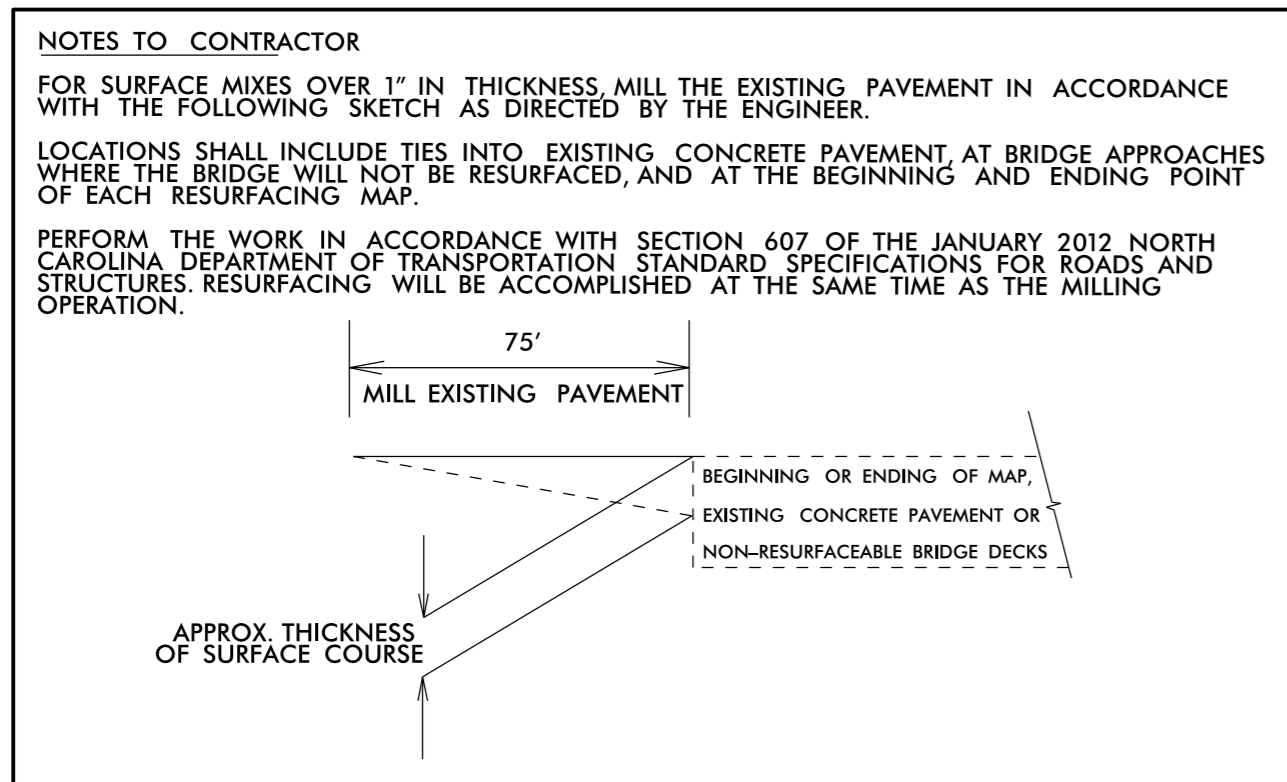 NOTES TO CONTRACTOR
FOR SURFACE MIXES OVER 1" IN THICKNESS, MILL THE EXISTING PAVEMENT IN ACCORDANCE
WITH THE FOLLOWING SKETCH AS DIRECTED BY THE ENGINEER.
LOCATIONS SHALL INCLUDE TIES INTO EXISTING CONCRETE PAVEMENT, AT BRIDGE APPROACHES
WHERE THE BRIDGE WILL NOT BE RESURFACED, AND AT THE BEGINNING AND ENDING POINT
OF EACH RESURFACING MAP.
PERFORM THE WORK IN ACCORDANCE WITH SECTION 607 OF THE JANUARY 2012 NORTH
CAROLINA DEPARTMENT OF TRANSPORTATION STANDARD SPECIFICATIONS FOR ROADS AND
STRUCTURES. RESURFACING WILL BE ACCOMPLISHED AT THE SAME TIME AS THE MILLING
OPERATION.
75'
MILL EXISTING PAVEMENT
BEGINNING OR ENDING OF MAP,
EXISTING CONCRETE PAVEMENT OR
NON-RESURFACEABLE BRIDGE DECKS
APPROX. THICKNESS
OF SURFACE COURSE